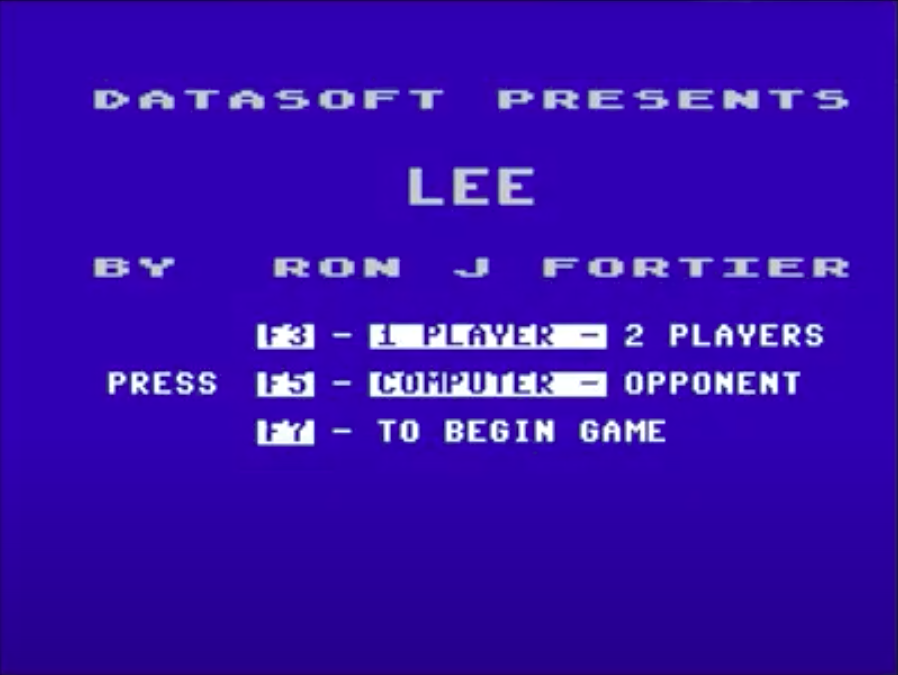 DATASOFT PRESENTS
LEE
BY RON J FORTIER
F3 - 1 PLAYER - 2 PLAYERS
PRESS F5 - COMPUTER - OPPONENT
F7 - TO BEGIN GAME